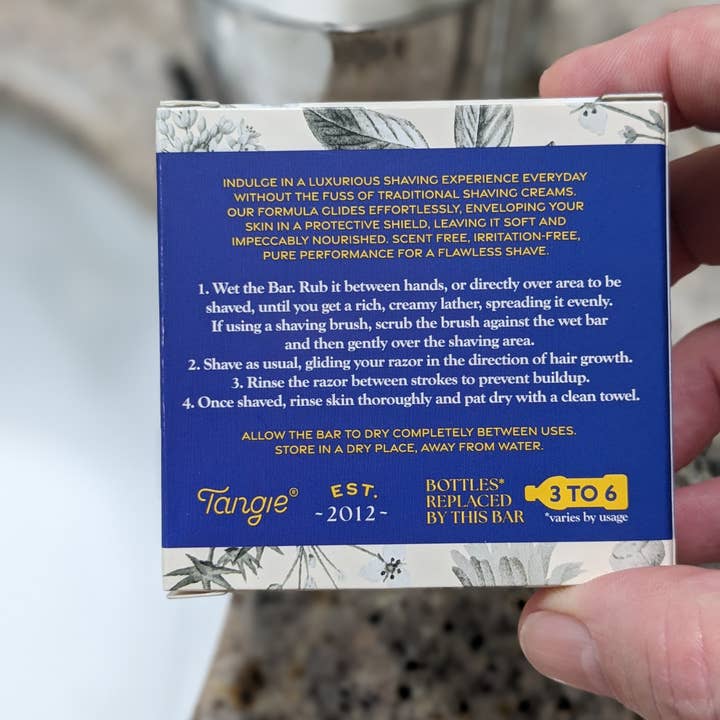 INDULGE IN A LUXURIOUS SHAVING EXPERIENCE EVERYDAY
WITHOUT THE FUSS OF TRADITIONAL SHAVING CREAMS.
OUR FORMULA GLIDES EFFORTLESSLY, ENVELOPING YOUR
SKIN IN A PROTECTIVE SHIELD, LEAVING IT SOFT AND
IMPECCABLY NOURISHED. SCENT FREE, IRRITATION-FREE,
PURE PERFORMANCE FOR A FLAWLESS SHAVE.
1. Wet the Bar. Rub it between hands, or directly over area to be
shaved, until you get a rich, creamy lather, spreading it evenly.
If using a shaving brush, scrub the brush against the wet bar
and then gently over the shaving area.
2. Shave as usual, gliding your razor in the direction of hair growth.
3. Rinse the razor between strokes to prevent buildup.
4. Once shaved, rinse skin thoroughly and pat dry with a clean towel.
ALLOW THE BAR TO DRY COMPLETELY BETWEEN USES.
STORE IN A DRY PLACE, AWAY FROM WATER.
Tangie®
EST.
~2012~
BOTTLES*
REPLACED
BY THIS BAR
3 TO 6
*varies by usage